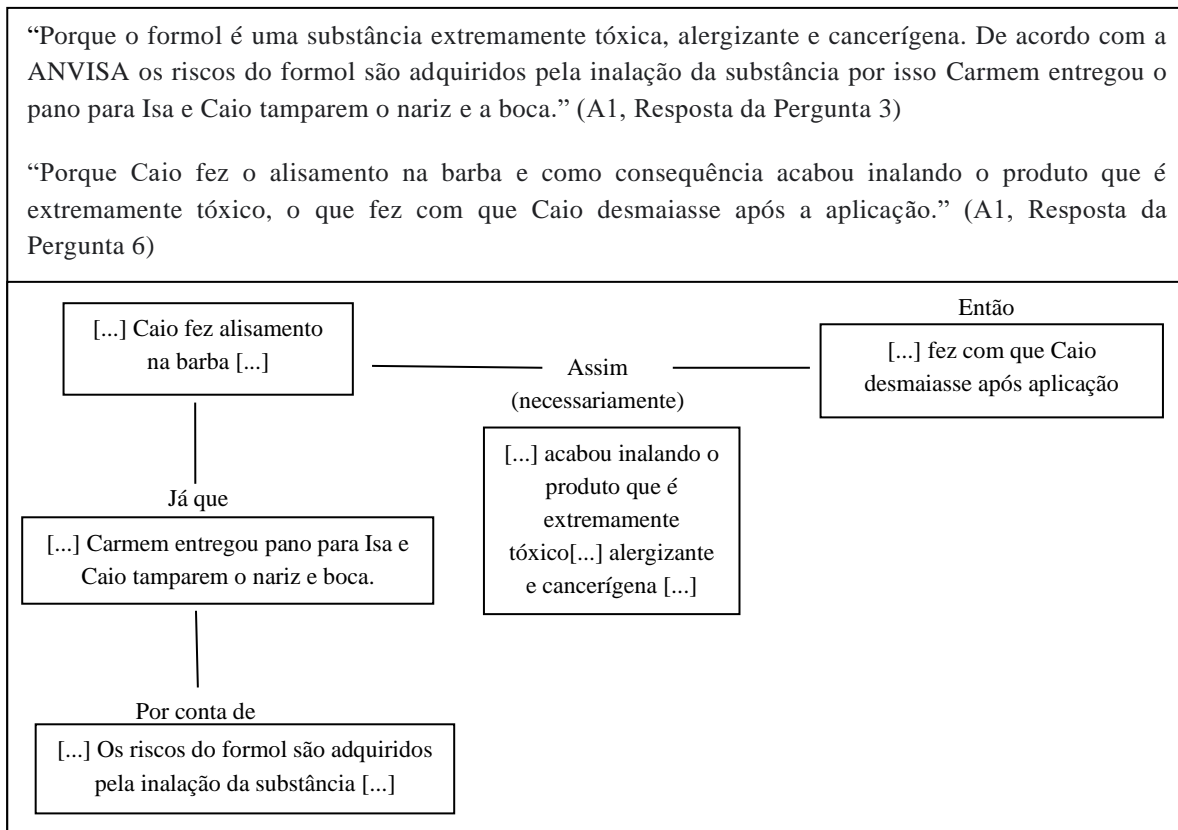 “Porque o formol é uma substância extremamente tóxica, alergizante e cancerígena. De acordo com a
ANVISA os riscos do formol são adquiridos pela inalação da substância por isso Carmem entregou o
pano para Isa e Caio tamparem o nariz e a boca.” (A1, Resposta da Pergunta 3)
“Porque Caio fez o alisamento na barba e como consequência acabou inalando o produto que é
extremamente tóxico, o que fez com que Caio desmaiasse após a aplicação.” (A1, Resposta da
Pergunta 6)
[...] Caio fez alisamento
na barba [...]
Assim
(necessariamente)
Então
[...] fez com que Caio
desmaiasse após aplicação
[...] acabou inalando o
produto que é
extremamente
tóxico[...] alergizante
e cancerígena [...]
Já que
[...] Carmem entregou pano para Isa e
Caio tamparem o nariz e boca.
Por conta de
[...] Os riscos do formol são adquiridos
pela inalação da substância [...]